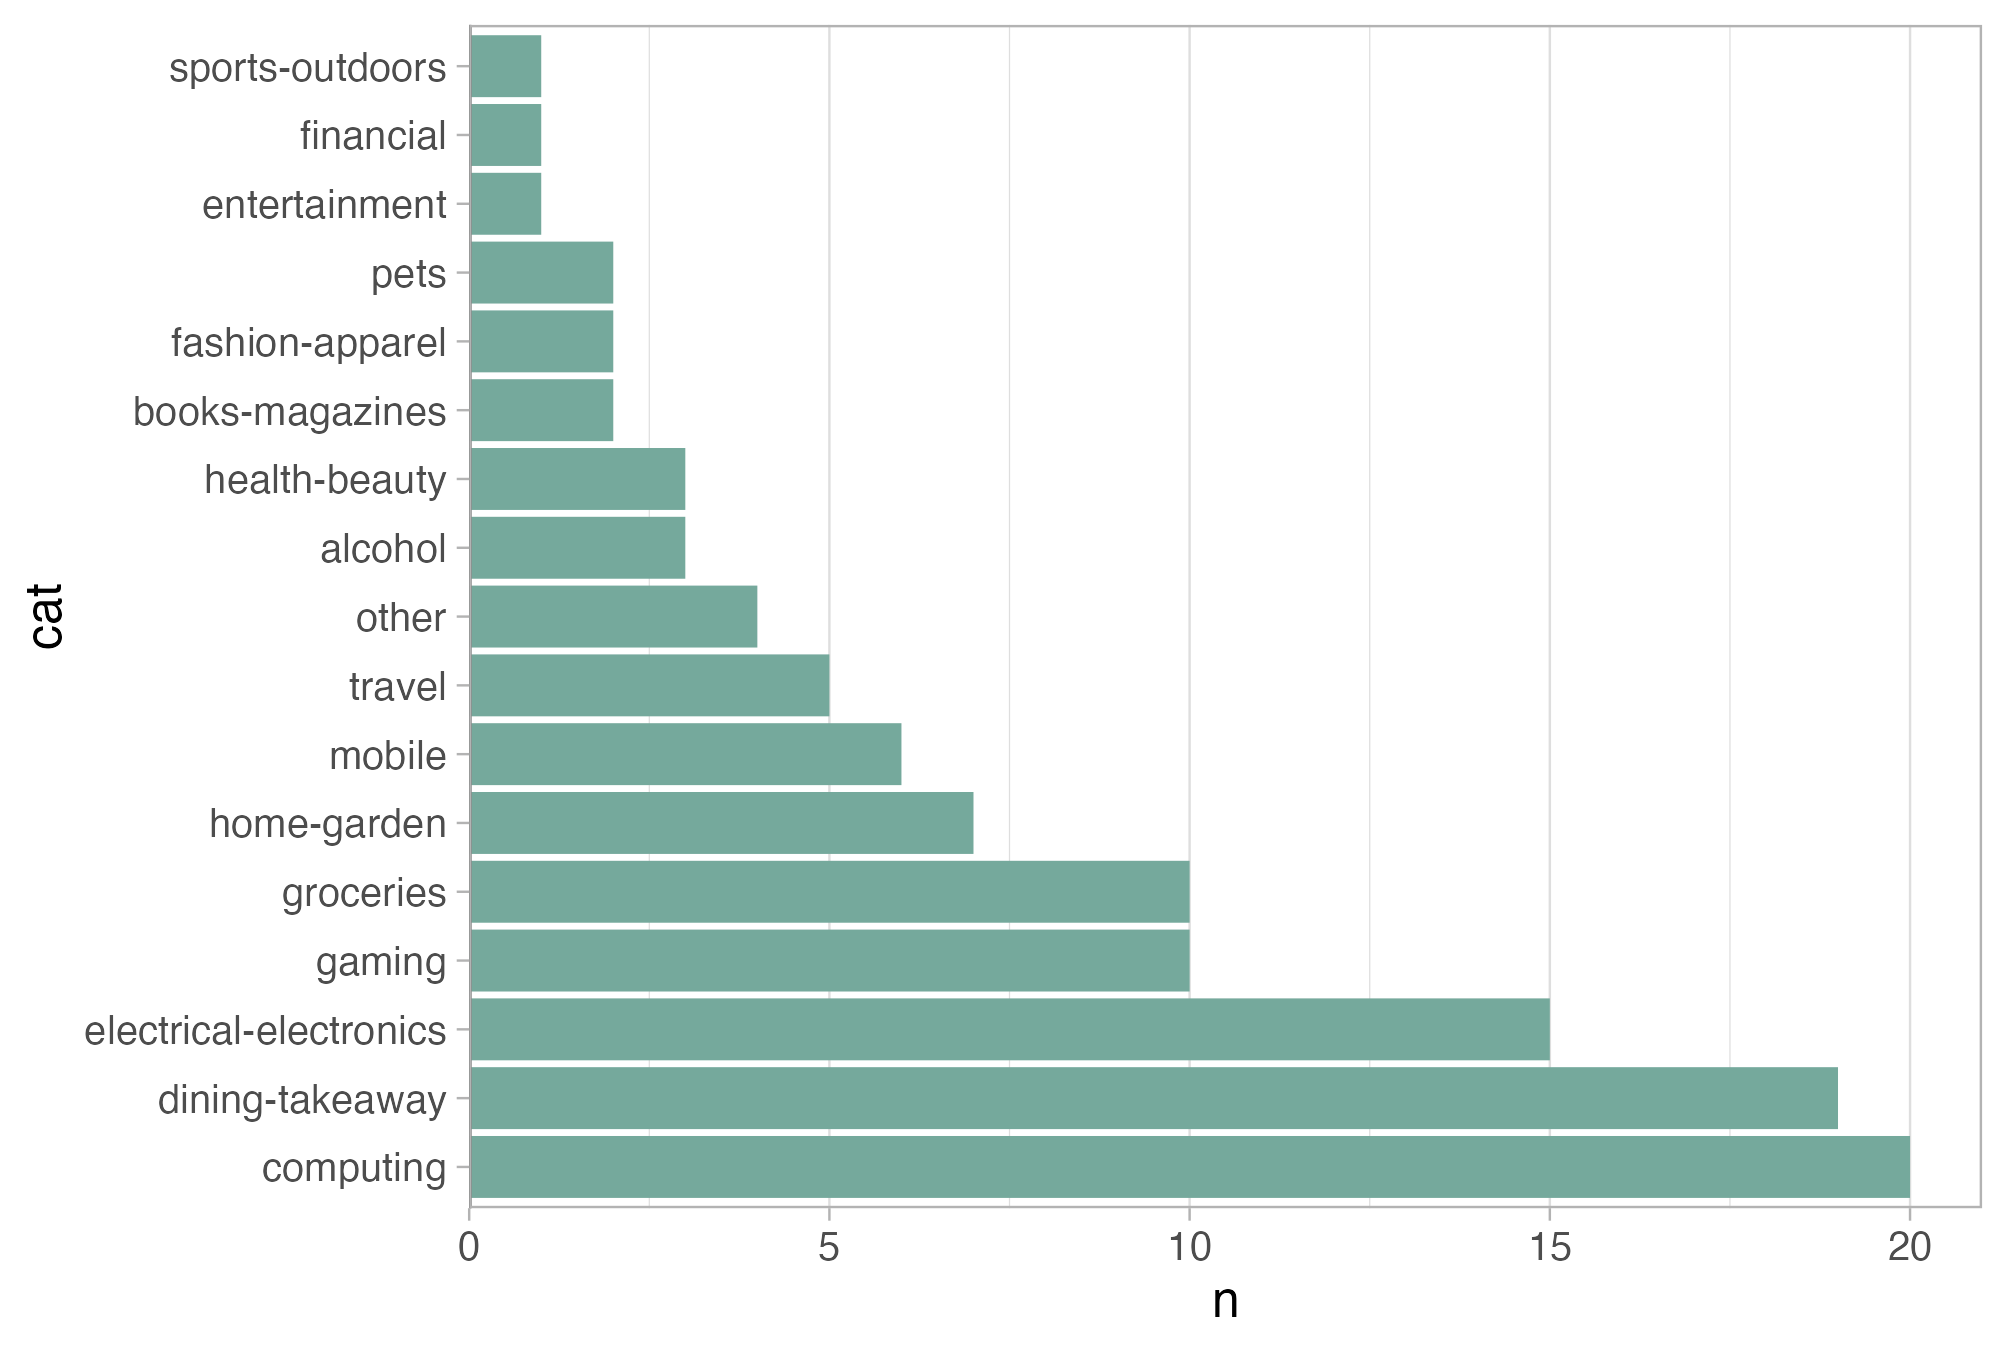 sports-outdoors
financial
entertainment
pets
fashion-apparel
books-magazines
health-beauty
alcohol
other
travel
mobile
home-garden
groceries
gaming
electrical-electronics
dining-takeaway
computing
cat
0 5 10 15 20
n